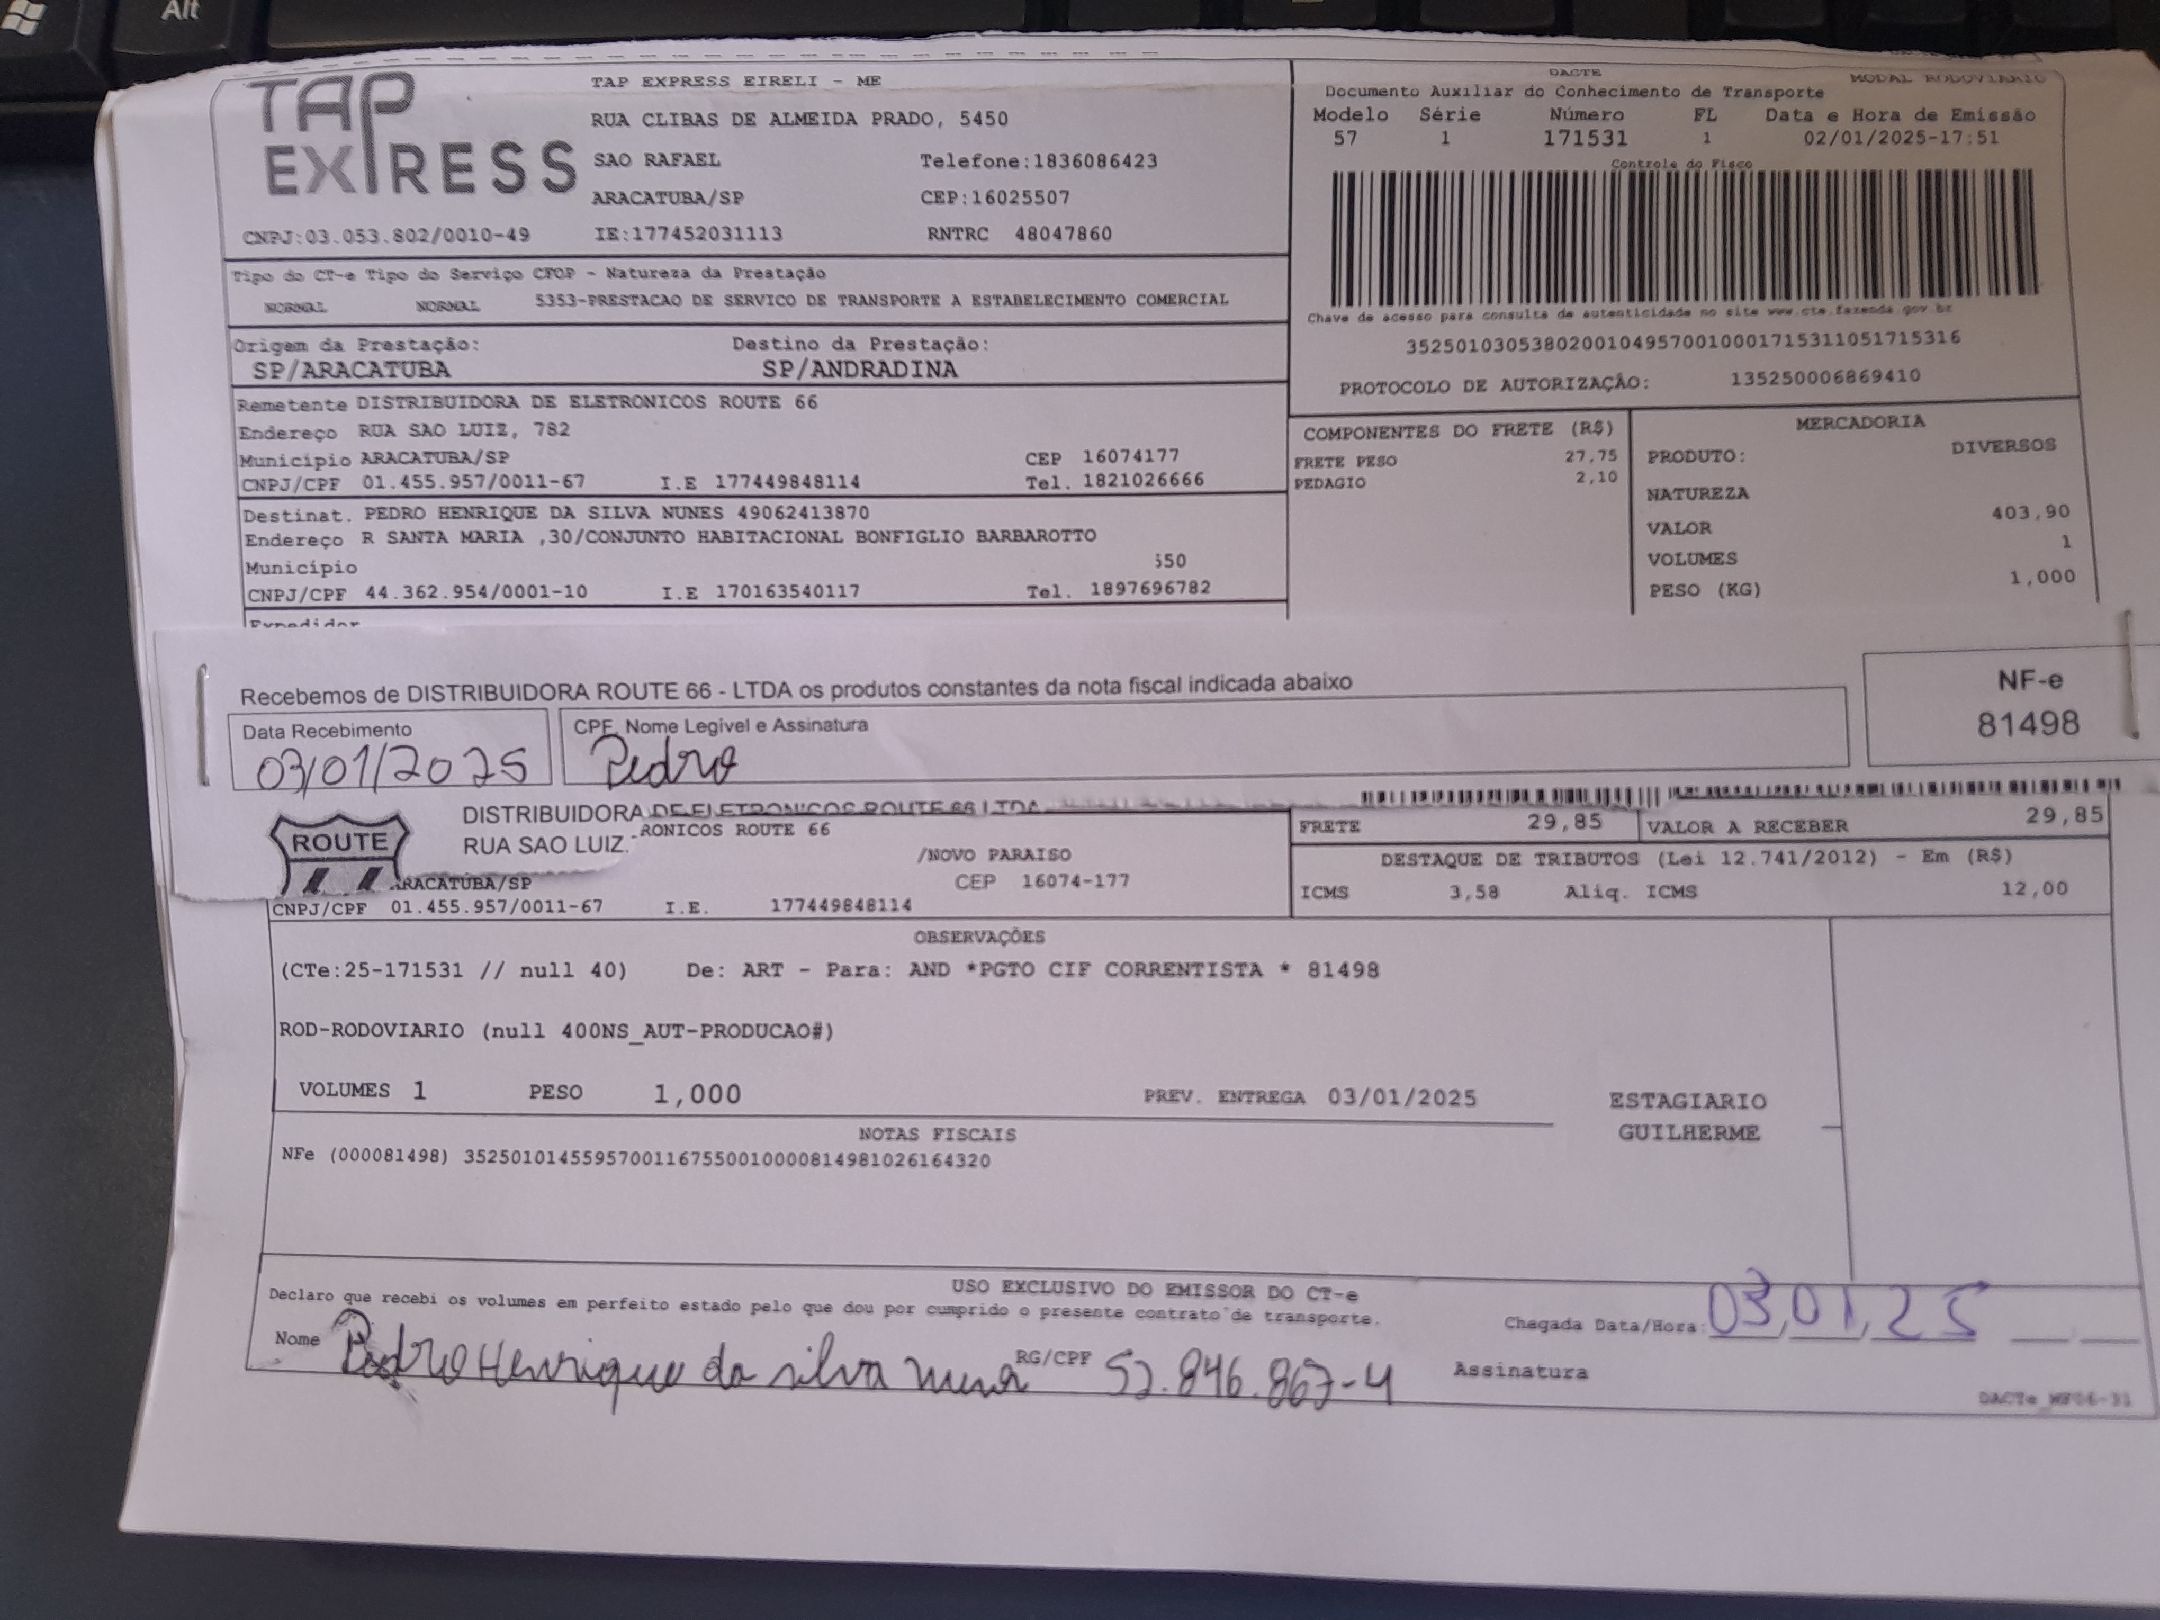 Alt
TAP EXPRESS
TAP EXPRESS EIRELI - ME
RUA CLIBAS DE ALMEIDA PRADO, 5450
SAO RAFAEL Telefone:1836086423
ARACATUBA/SP CEP:16025507
CNPJ:03.053.802/0010-49 IE:177452031113 RNTRC 48047860
DACTE MODAL RODOVIARIO
Documento Auxiliar do Conhecimento de Transporte
Modelo Série Número FL Data e Hora de Emissão
57 1 171531 1 02/01/2025-17:51
Controle do Fisco
Chave de acesso para consulta de autenticidade no site www.cte.fazenda.gov.br
35250103053802001049570010001715311051715316
PROTOCOLO DE AUTORIZAÇÃO: 135250006869410
Tipo do CT-e Tipo do Serviço CFOP - Natureza da Prestação
NORMAL NORMAL 5353-PRESTACAO DE SERVICO DE TRANSPORTE A ESTABELECIMENTO COMERCIAL
Origem da Prestação: Destino da Prestação:
SP/ARACATUBA SP/ANDRADINA
Remetente DISTRIBUIDORA DE ELETRONICOS ROUTE 66
Endereço RUA SAO LUIZ, 782
Município ARACATUBA/SP CEP 16074177
CNPJ/CPF 01.455.957/0011-67 I.E 177449848114 Tel. 1821026666
Destinat. PEDRO HENRIQUE DA SILVA NUNES 49062413870
Endereço R SANTA MARIA ,30/CONJUNTO HABITACIONAL BONFIGLIO BARBAROTTO
Município 550
CNPJ/CPF 44.362.954/0001-10 I.E 170163540117 Tel. 1897696782
Expedidor
COMPONENTES DO FRETE (R$)
FRETE PESO 27,75
PEDAGIO 2,10
MERCADORIA
PRODUTO: DIVERSOS
NATUREZA
VALOR 403,90
VOLUMES 1
PESO (KG) 1,000
Recebemos de DISTRIBUIDORA ROUTE 66 - LTDA os produtos constantes da nota fiscal indicada abaixo
Data Recebimento CPF, Nome Legível e Assinatura
03/01/2025 Pedro
NF-e
81498
ROUTE
DISTRIBUIDORA DE ELETRONICOS ROUTE 66 LTDA
RUA SAO LUIZ. RONICOS ROUTE 66
/NOVO PARAISO
ARACATUBA/SP CEP 16074-177
CNPJ/CPF 01.455.957/0011-67 I.E. 177449848114
FRETE 29,85 VALOR A RECEBER 29,85
DESTAQUE DE TRIBUTOS (Lei 12.741/2012) - Em (R$)
ICMS 3,58 Aliq. ICMS 12,00
OBSERVAÇÕES
(CTe:25-171531 // null 40) De: ART - Para: AND *PGTO CIF CORRENTISTA * 81498
ROD-RODOVIARIO (null 400NS_AUT-PRODUCAO#)
VOLUMES 1 PESO 1,000 PREV. ENTREGA 03/01/2025
ESTAGIARIO
GUILHERME
NOTAS FISCAIS
NFe (000081498) 35250101455957001167550010000814981026164320
USO EXCLUSIVO DO EMISSOR DO CT-e
Declaro que recebi os volumes em perfeito estado pelo que dou por cumprido o presente contrato de transporte.
Chegada Data/Hora: 03,01,25
Nome Pedro Henrique da silva nunes RG/CPF 52.846.867-4 Assinatura